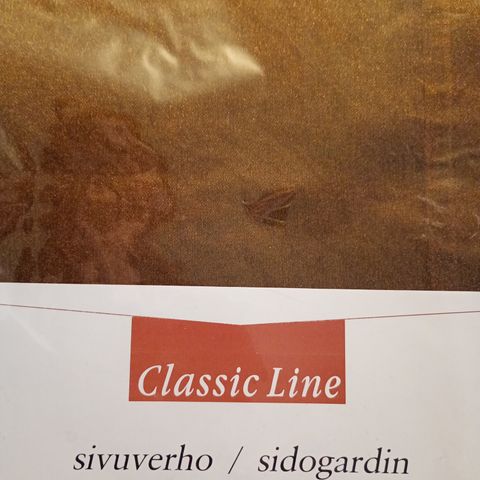 Classic Line
sivuverho / sidogardin